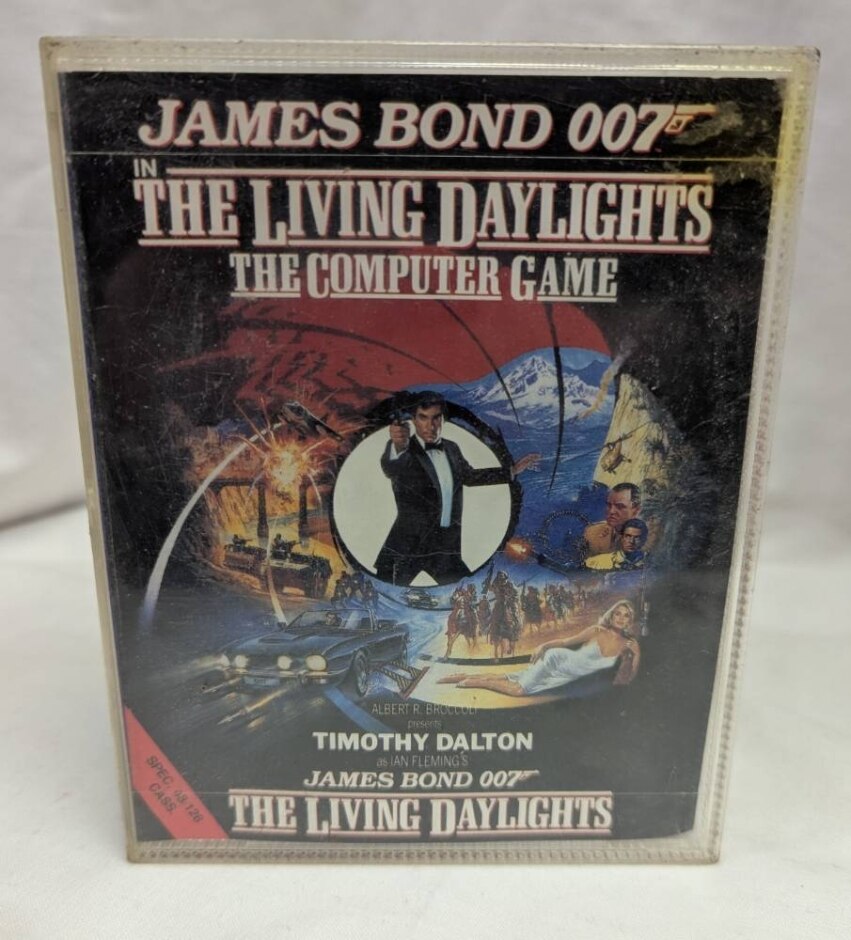 JAMES BOND 007
IN
THE LIVING DAYLIGHTS
THE COMPUTER GAME
ALBERT R. BROCCOLI
presents
TIMOTHY DALTON
as IAN FLEMING'S
JAMES BOND 007
THE LIVING DAYLIGHTS
SPEC 48.128
CASS.